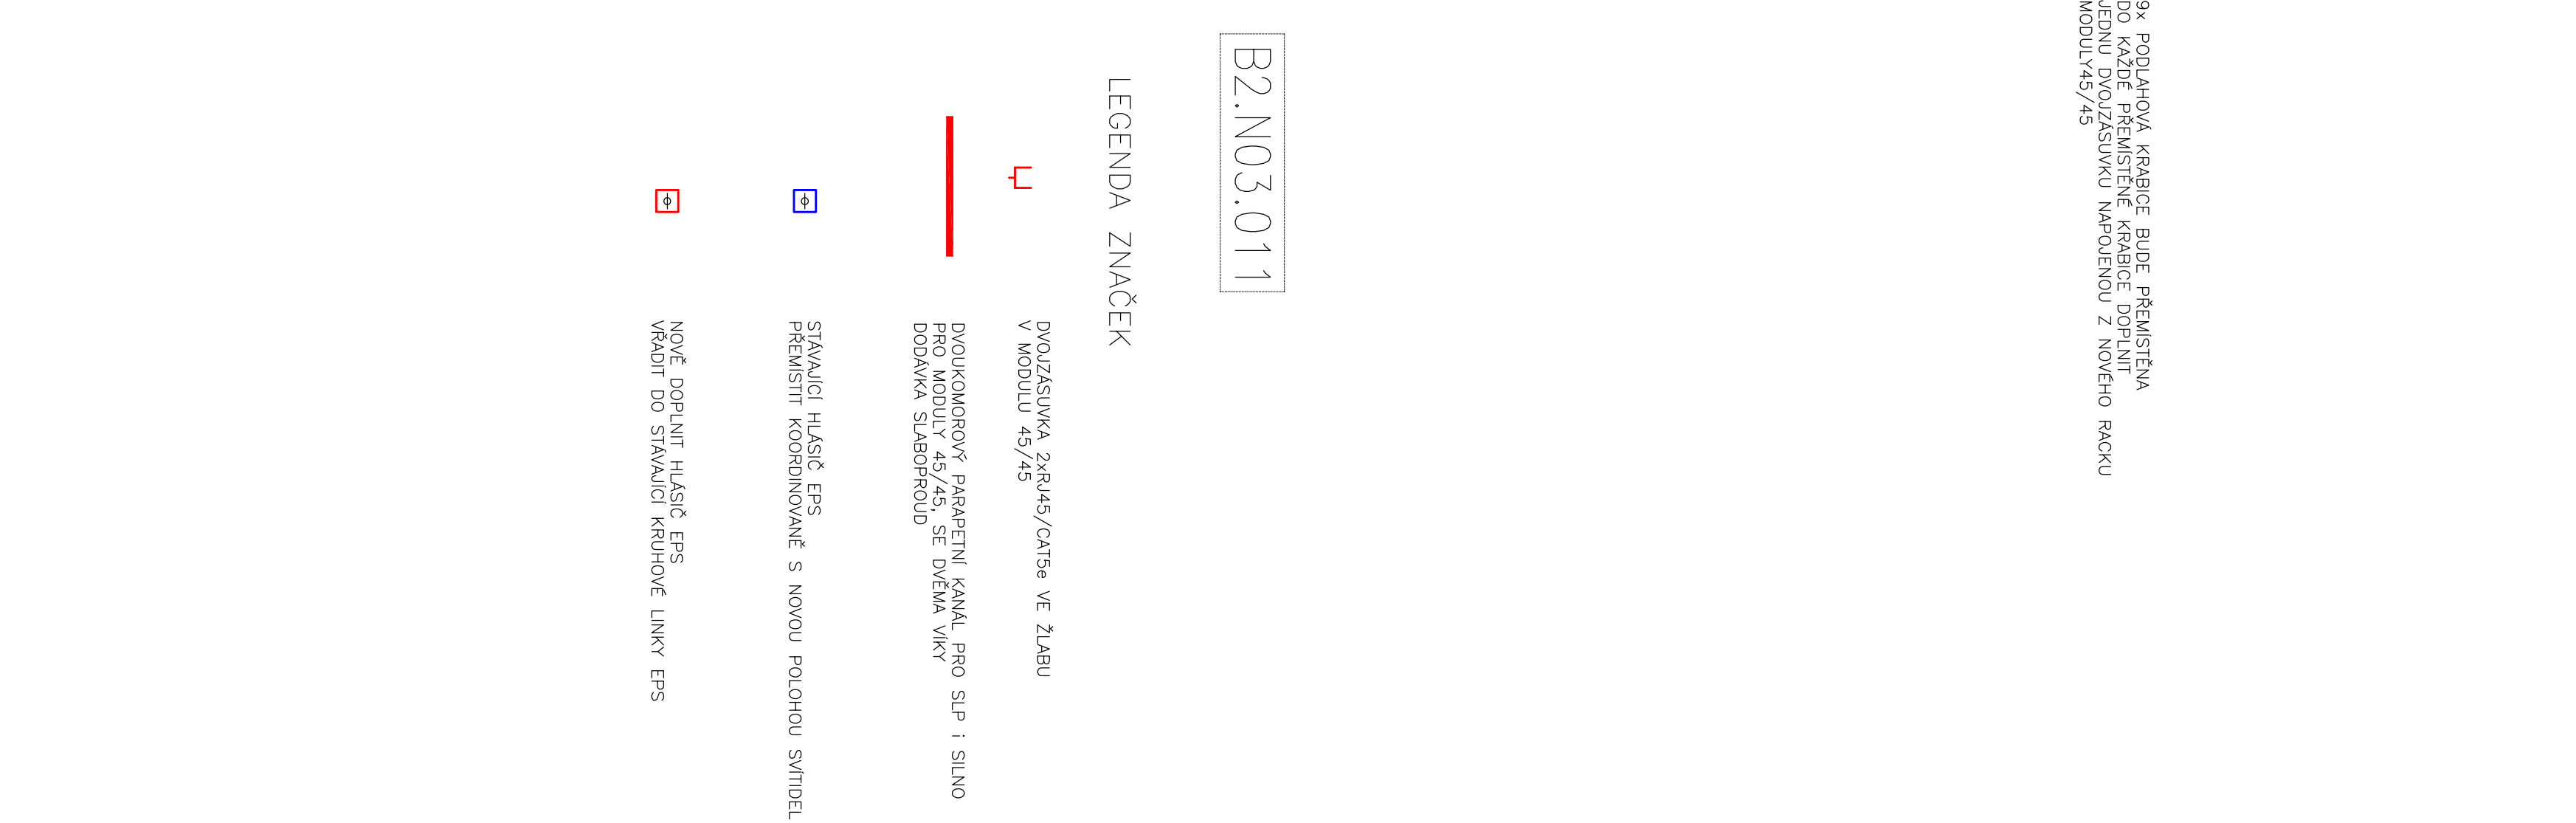 9x PODLAHOVÁ KRABICE BUDE PŘEMÍSTĚNA
DO KAŽDÉ PŘEMÍSTĚNÉ KRABICE DOPLNIT
JEDNU DVOJZÁSUVKU NAPOJENOU Z NOVÉHO RACKU
MODULY45/45
B2.N03.011
LEGENDA ZNAČEK
DVOJZÁSUVKA 2xRJ45/CAT5e VE ŽLABU
V MODULU 45/45
DVOUKOMOROVÝ PARAPETNÍ KANÁL PRO SLP i SILNO
PRO MODULY 45/45, SE DVĚMA VÍKY
DODÁVKA SLABOPROUD
STÁVAJÍCÍ HLÁSIČ EPS
PŘEMÍSTIT KOORDINOVANĚ S NOVOU POLOHOU SVÍTIDEL
NOVĚ DOPLNIT HLÁSIČ EPS
VŘADIT DO STÁVAJÍCÍ KRUHOVÉ LINKY EPS